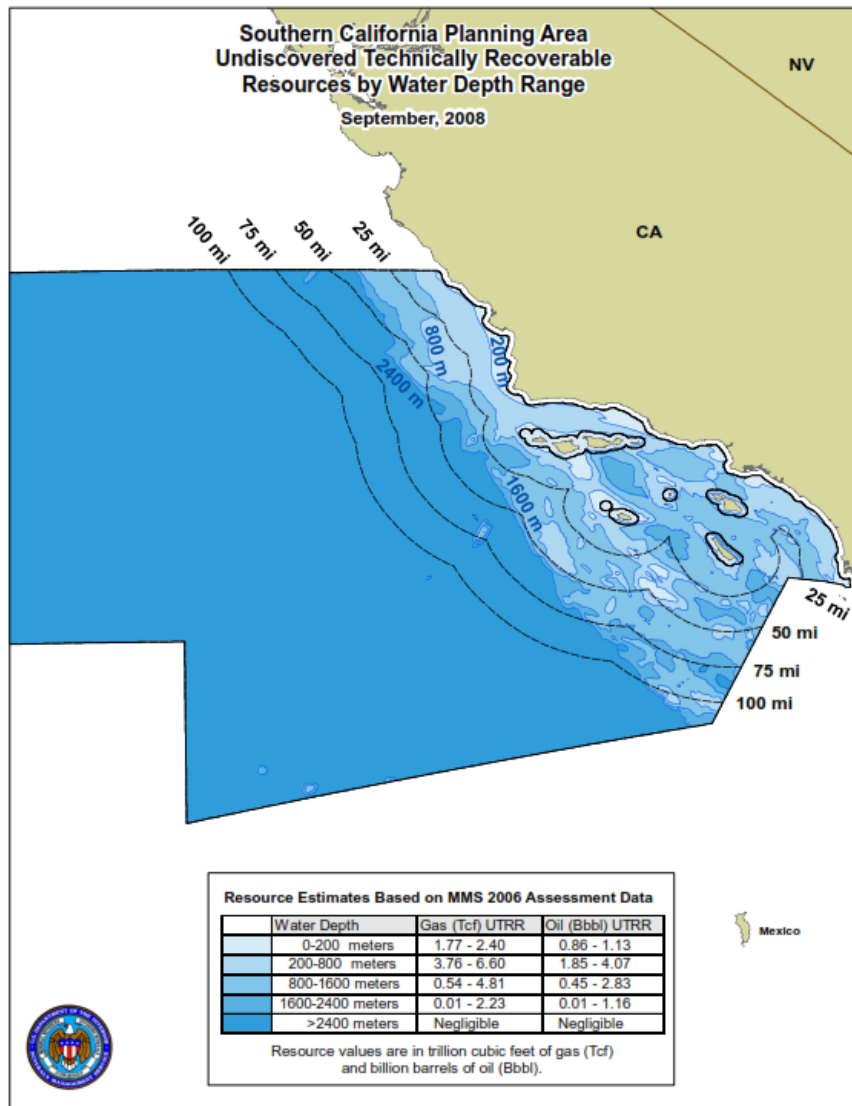 Southern California Planning Area
Undiscovered Technically Recoverable
Resources by Water Depth Range
September, 2008
NV
CA
100 mi
75 mi
50 mi
25 mi
200 m
800 m
2400 m
1600 m
25 mi
50 mi
75 mi
100 mi
Mexico
Resource Estimates Based on MMS 2006 Assessment Data
Water Depth Gas (Tcf) UTRR Oil (Bbbl) UTRR
0-200 meters 1.77 - 2.40 0.86 - 1.13
200-800 meters 3.76 - 6.60 1.85 - 4.07
800-1600 meters 0.54 - 4.81 0.45 - 2.83
1600-2400 meters 0.01 - 2.23 0.01 - 1.16
>2400 meters Negligible Negligible
Resource values are in trillion cubic feet of gas (Tcf)
and billion barrels of oil (Bbbl).